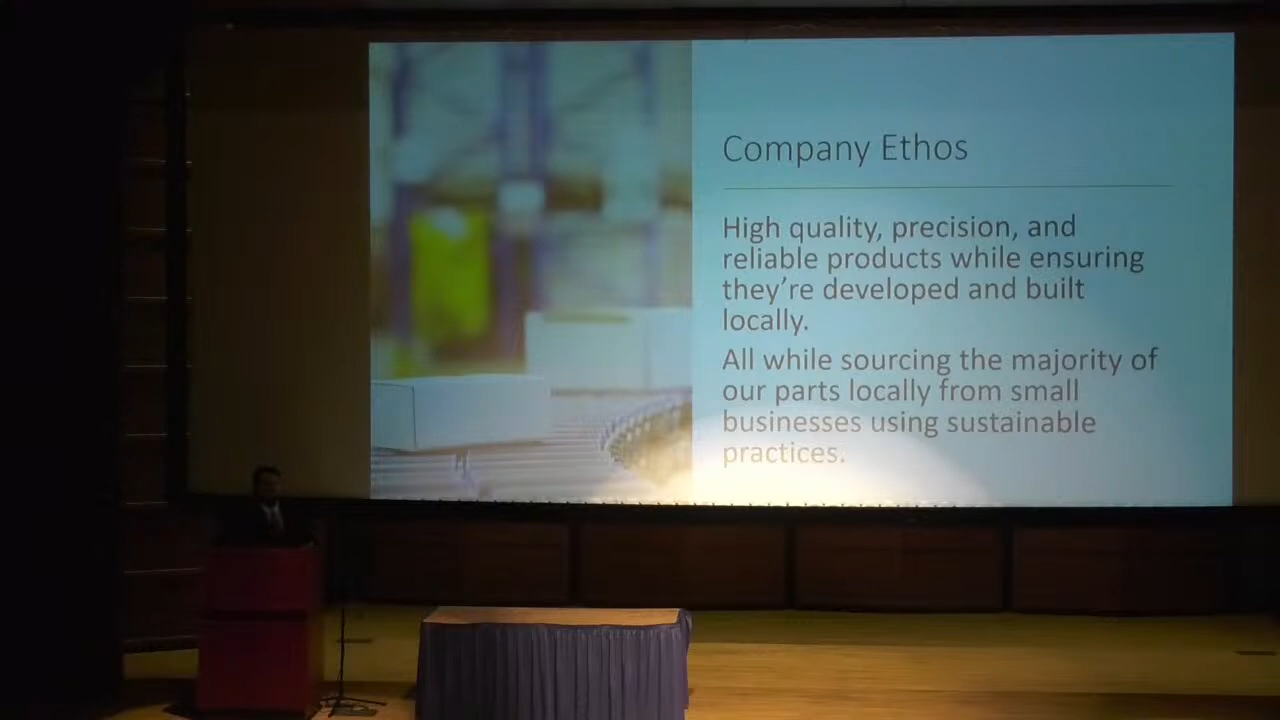 Company Ethos
High quality, precision, and
reliable products while ensuring
they're developed and built
locally.
All while sourcing the majority of
our parts locally from small
businesses using sustainable
practices.